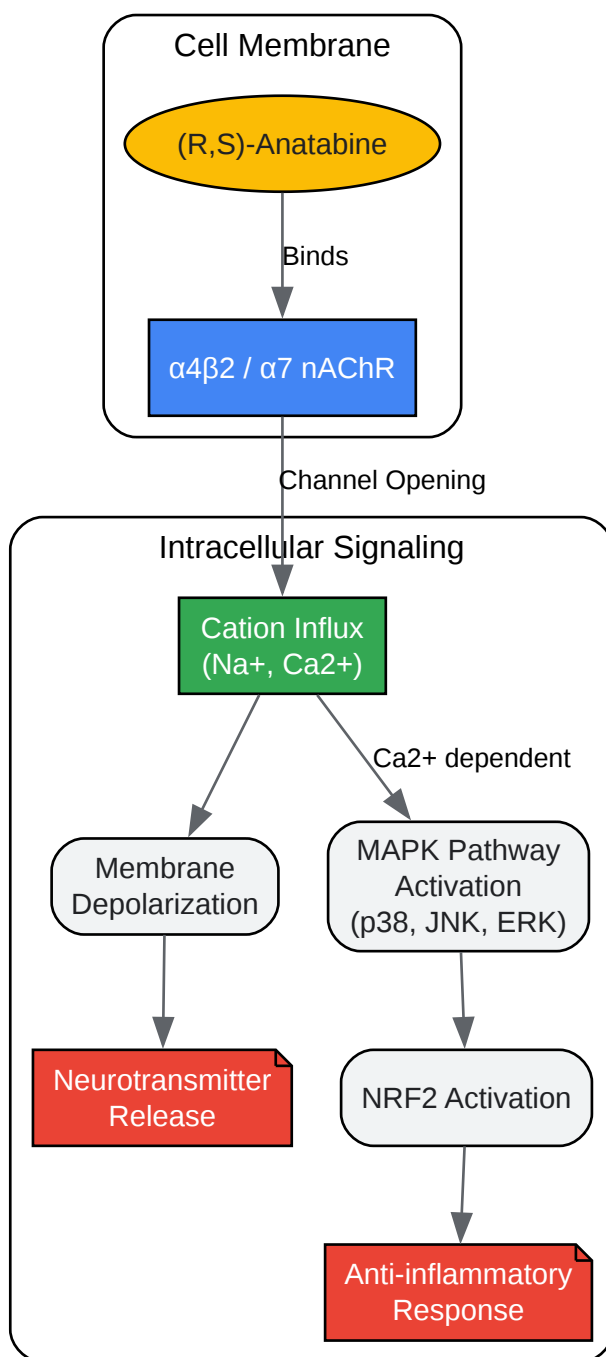 Cell Membrane
(R,S)-Anatabine
Binds
α4β2 / α7 nAChR
Channel Opening
Intracellular Signaling
Cation Influx
(Na+, Ca2+)
Ca2+ dependent
Membrane
Depolarization
MAPK Pathway
Activation
(p38, JNK, ERK)
Neurotransmitter
Release
NRF2 Activation
Anti-inflammatory
Response